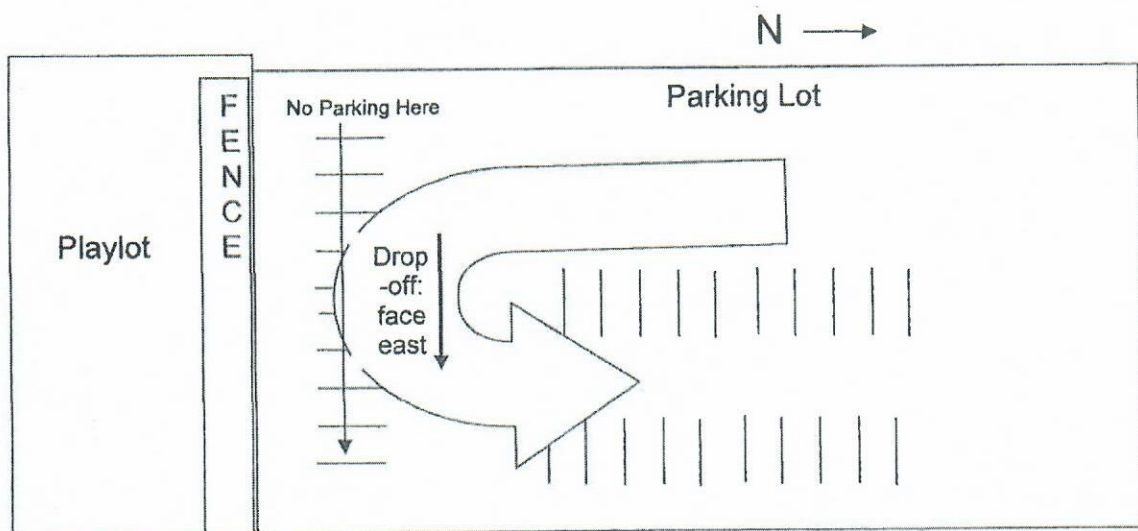 N
Parking Lot
No Parking Here
F
E
N
C
E
Playlot
Drop
-off:
face
east